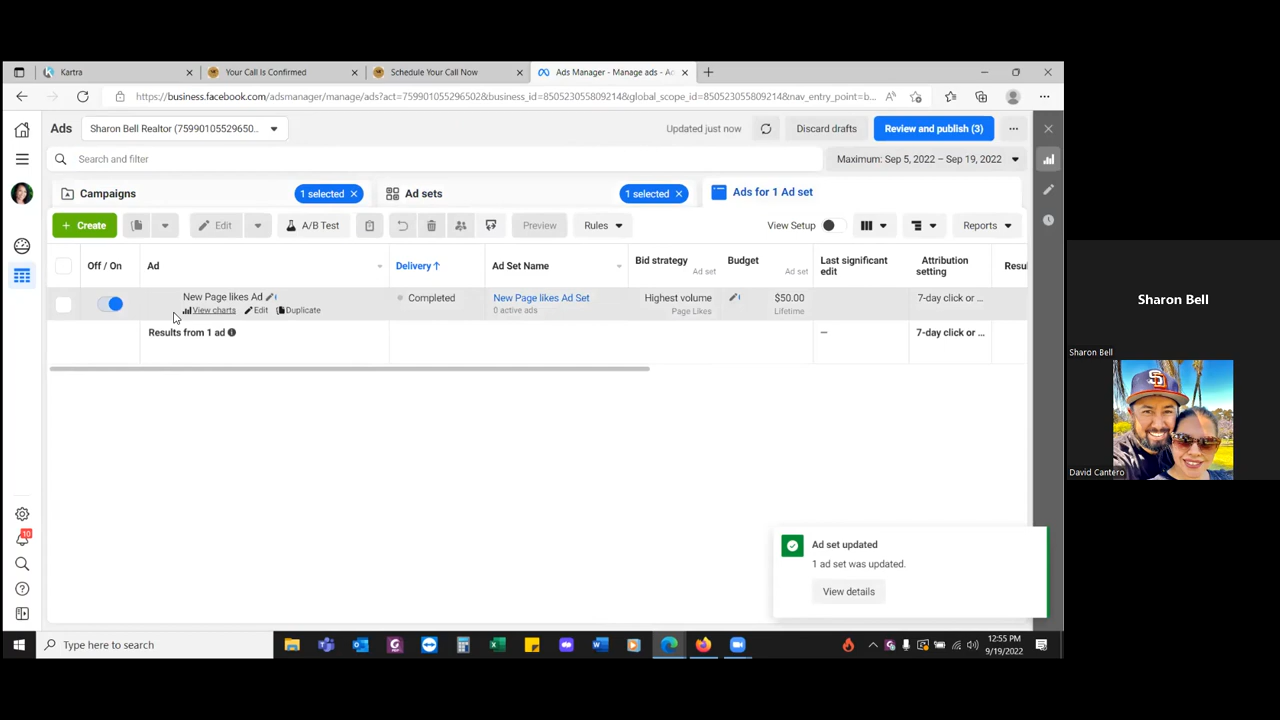 Kartra
Your Call Is Confirmed
Schedule Your Call Now
Ads Manager - Manage ads - Ad
https://business.facebook.com/adsmanager/manage/ads?act=759901055296502&business_id=850523055809214&global_scope_id=850523055809214&nav_entry_point=b...
Ads
Sharon Bell Realtor (75990105529650...
Updated just now
Discard drafts
Review and publish (3)
Search and filter
Maximum: Sep 5, 2022 – Sep 19, 2022
Campaigns
1 selected
Ad sets
1 selected
Ads for 1 Ad set
+ Create
Edit
A/B Test
Preview
Rules
View Setup
Reports
Off / On
Ad
Delivery ↑
Ad Set Name
Bid strategy
Ad set
Budget
Ad set
Last significant
edit
Attribution
setting
Resu
New Page likes Ad
View charts
Edit
Duplicate
Completed
New Page likes Ad Set
0 active ads
Highest volume
Page Likes
$50.00
Lifetime
7-day click or ...
Results from 1 ad
—
7-day click or ...
Ad set updated
1 ad set was updated.
View details
10
Type here to search
12:55 PM
9/19/2022
Sharon Bell
Sharon Bell
SD
David Cantero